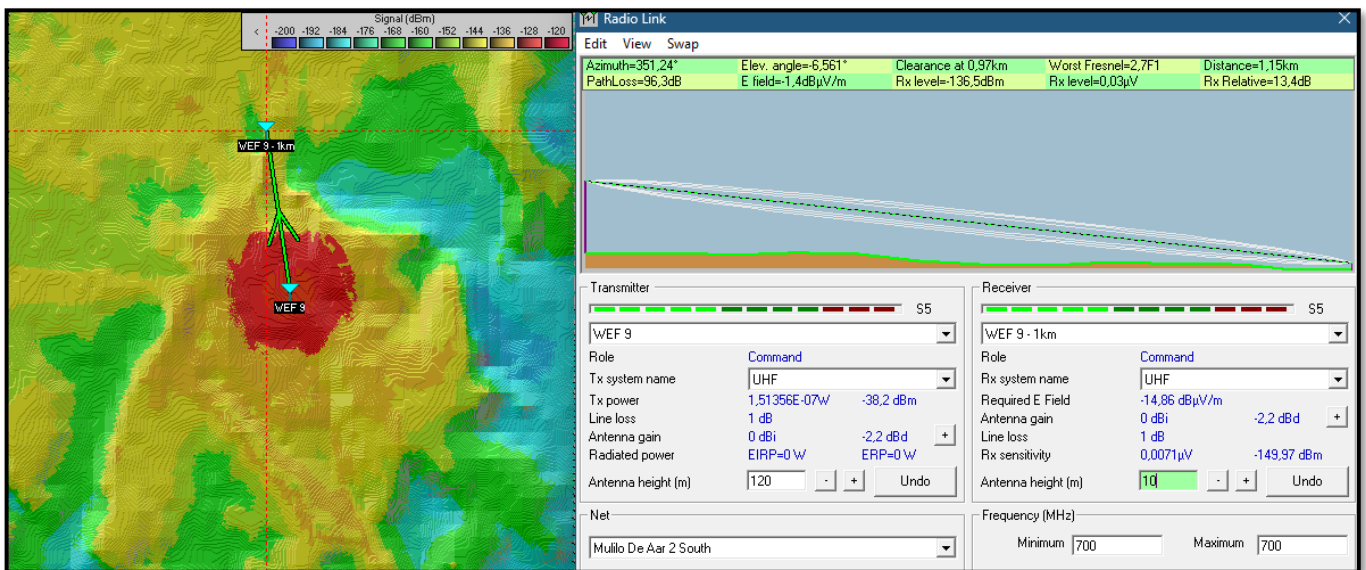 Signal (dBm)
< -200 -192 -184 -176 -168 -160 -152 -144 -136 -128 -120
WEF 9 - 1km
WEF 9
Radio Link
Edit View Swap
Azimuth=351,24° Elev. angle=-6,561° Clearance at 0,97km Worst Fresnel=2,7F1 Distance=1,15km
PathLoss=96,3dB E field=-1,4dBµV/m Rx level=-136,5dBm Rx level=0,03µV Rx Relative=13,4dB
Transmitter
S5
WEF 9
Role Command
Tx system name UHF
Tx power 1,51356E-07W -38,2 dBm
Line loss 1 dB
Antenna gain 0 dBi -2,2 dBd +
Radiated power EIRP=0 W ERP=0 W
Antenna height (m) 120 - + Undo
Net
Mulilo De Aar 2 South
Receiver
S5
WEF 9 - 1km
Role Command
Rx system name UHF
Required E Field -14,86 dBµV/m
Antenna gain 0 dBi -2,2 dBd +
Line loss 1 dB
Rx sensitivity 0,0071µV -149,97 dBm
Antenna height (m) 10 - + Undo
Frequency (MHz)
Minimum 700 Maximum 700